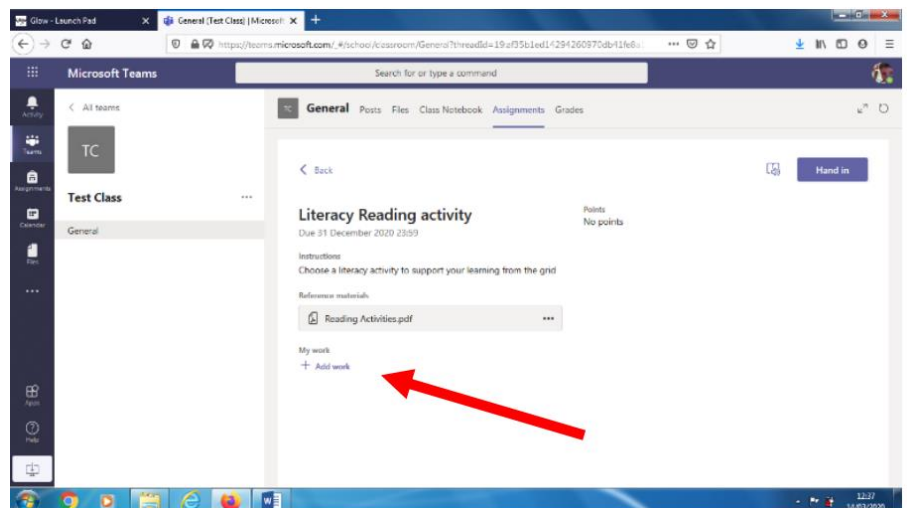 Glow - Launch Pad
General (Test Class) | Microsoft
Microsoft Teams
Search for or type a command
Activity
Teams
Assignments
Calendar
Files
Apps
Help
All teams
TC
Test Class
General
TC
General Posts Files Class Notebook Assignments Grades
Back
Hand in
Literacy Reading activity
Due 31 December 2020 23:59
Points
No points
Instructions
Choose a literacy activity to support your learning from the grid
Reference materials
Reading Activities.pdf
My work
+ Add work
12:37